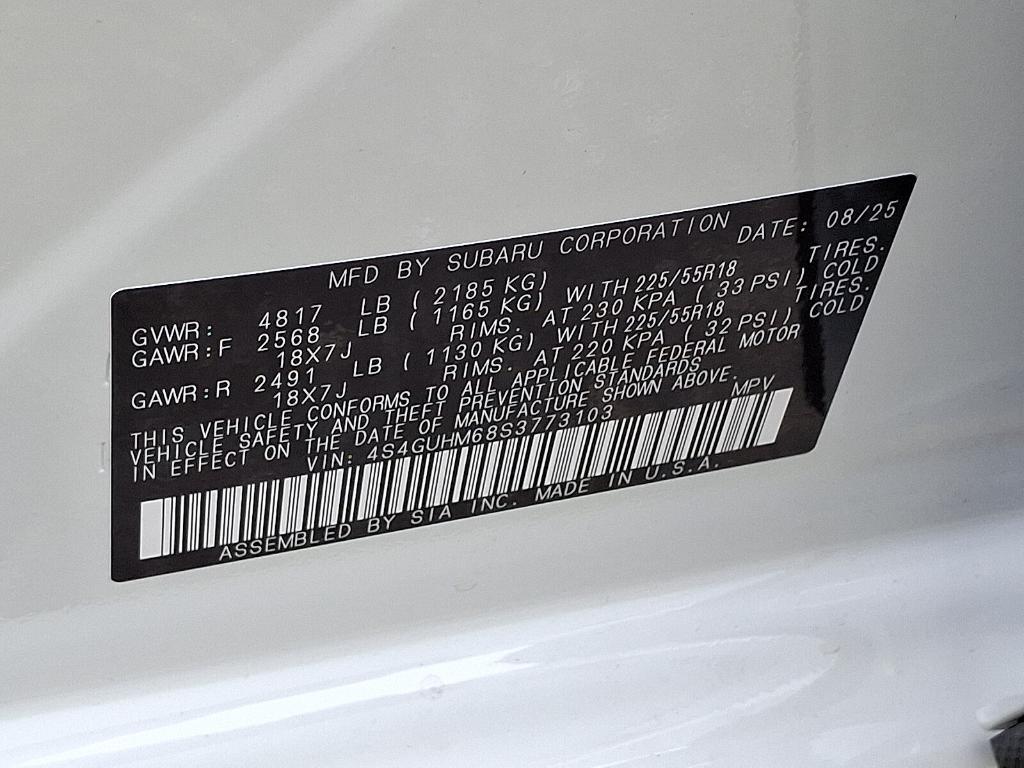 MFD BY SUBARU CORPORATION DATE: 08/25
GVWR: 4817 LB ( 2185 KG)
GAWR:F 2568 LB ( 1165 KG) WITH 225/55R18 TIRES.
18X7J RIMS. AT 230 KPA ( 33 PSI) COLD
GAWR:R 2491 LB ( 1130 KG) WITH 225/55R18 TIRES.
18X7J RIMS. AT 220 KPA ( 32 PSI) COLD
THIS VEHICLE CONFORMS TO ALL APPLICABLE FEDERAL MOTOR
VEHICLE SAFETY AND THEFT PREVENTION STANDARDS
IN EFFECT ON THE DATE OF MANUFACTURE SHOWN ABOVE.
VIN: 4S4GUHM68S3773103 MPV
ASSEMBLED BY SIA INC. MADE IN U.S.A.